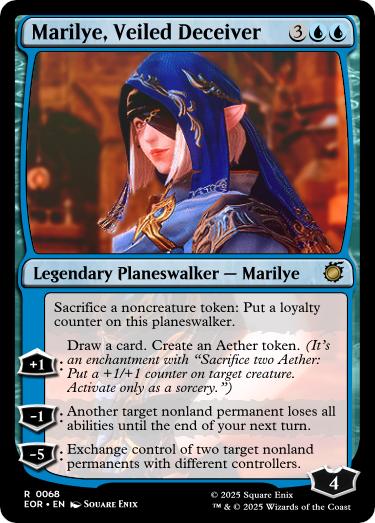 Marilye, Veiled Deceiver 3
Legendary Planeswalker — Marilye
Sacrifice a noncreature token: Put a loyalty
counter on this planeswalker.
+1: Draw a card. Create an Aether token. (It's
an enchantment with “Sacrifice two Aether:
Put a +1/+1 counter on target creature.
Activate only as a sorcery.”)
-1: Another target nonland permanent loses all
abilities until the end of your next turn.
-5: Exchange control of two target nonland
permanents with different controllers.
4
R 0068
EOR • EN SQUARE ENIX
© 2025 Square Enix
™ & © 2025 Wizards of the Coast